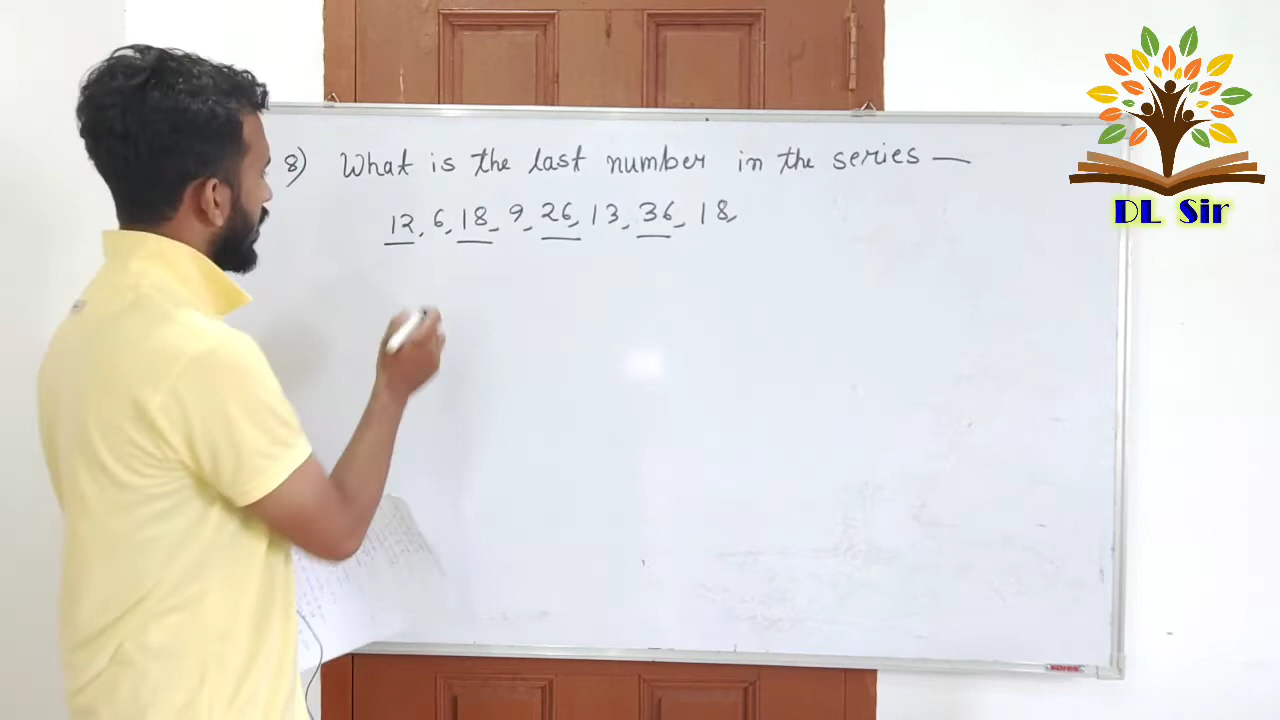 8) What is the last number in the series —
12, 6, 18, 9, 26, 13, 36, 18,
DL Sir
KORES